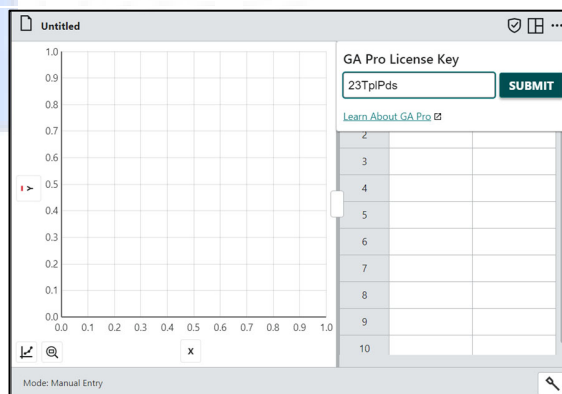 Untitled
GA Pro License Key
23TplPds
SUBMIT
Learn About GA Pro
1.0
0.9
0.8
0.7
0.6
0.5
0.4
0.3
0.2
0.1
0.0
Y
0.0 0.1 0.2 0.3 0.4 0.5 0.6 0.7 0.8 0.9 1.0
X
2
3
4
5
6
7
8
9
10
Mode: Manual Entry